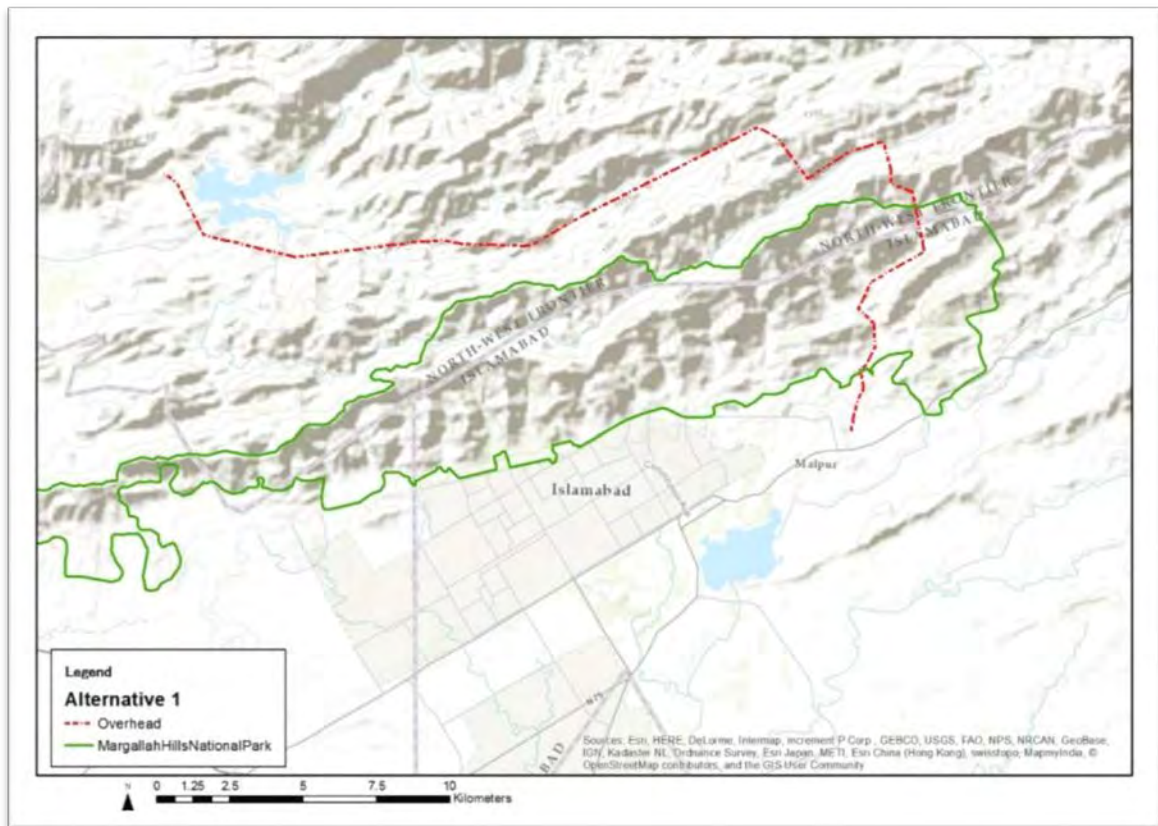 NORTH-WEST FRONTIER
ISLAMABAD
NORTH-WEST FRONTIER
ISLAMABAD
Malpur
Islamabad
N75
BAD
Legend
Alternative 1
Overhead
MargallahHillsNationalPark
Sources: Esri, HERE, DeLorme, Intermap, increment P Corp., GEBCO, USGS, FAO, NPS, NRCAN, GeoBase,
IGN, Kadaster NL, Ordnance Survey, Esri Japan, METI, Esri China (Hong Kong), swisstopo, MapmyIndia, ©
OpenStreetMap contributors, and the GIS User Community
N
0 1.25 2.5 5 7.5 10
Kilometers